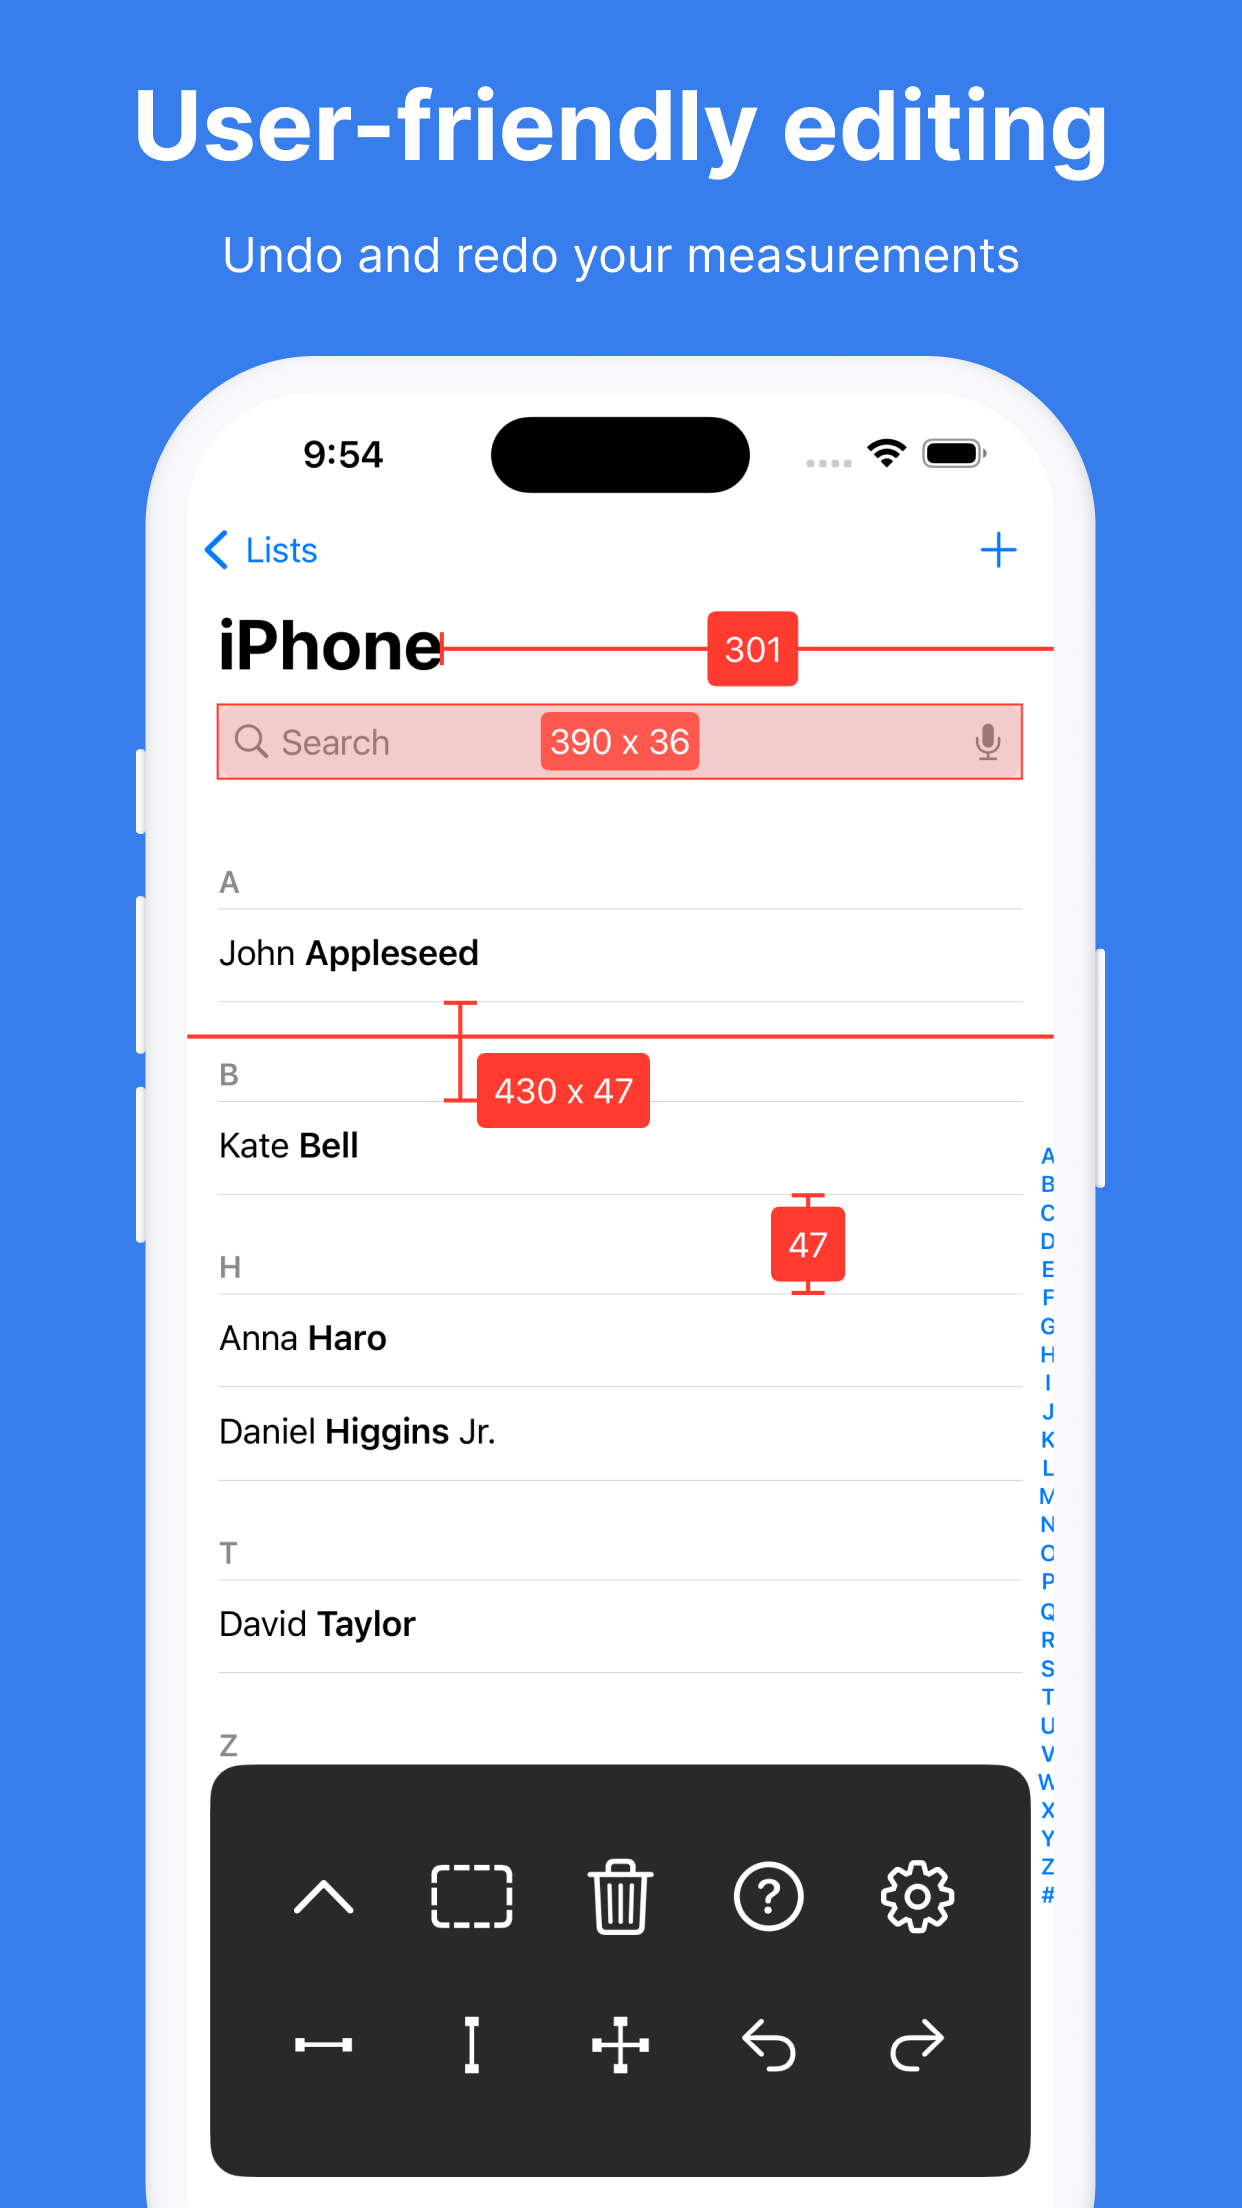 User-friendly editing
Undo and redo your measurements
9:54
Lists
iPhone
301
Search
390 x 36
A
John Appleseed
B
430 x 47
Kate Bell
47
H
Anna Haro
Daniel Higgins Jr.
T
David Taylor
Z
A
B
C
D
E
F
G
H
I
J
K
L
M
N
O
P
Q
R
S
T
U
V
W
X
Y
Z
#
?